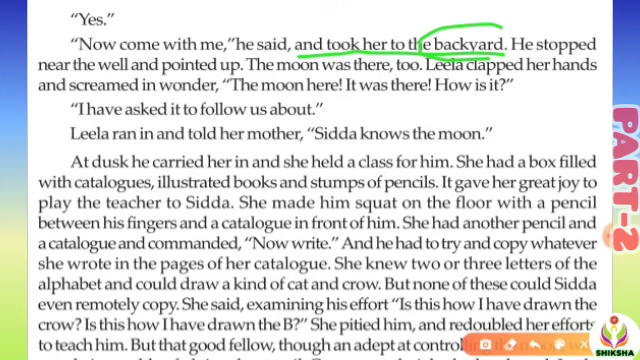 “Yes.”
“Now come with me,” he said, and took her to the backyard. He stopped
near the well and pointed up. The moon was there, too. Leela clapped her hands
and screamed in wonder, “The moon here! It was there! How is it?”
“I have asked it to follow us about.”
Leela ran in and told her mother, “Sidda knows the moon.”
At dusk he carried her in and she held a class for him. She had a box filled
with catalogues, illustrated books and stumps of pencils. It gave her great joy to
play the teacher to Sidda. She made him squat on the floor with a pencil
between his fingers and a catalogue in front of him. She had another pencil and
a catalogue and commanded, “Now write.” And he had to try and copy whatever
she wrote in the pages of her catalogue. She knew two or three letters of the
alphabet and could draw a kind of cat and crow. But none of these could Sidda
even remotely copy. She said, examining his effort “Is this how I have drawn the
crow? Is this how I have drawn the B?” She pitied him, and redoubled her efforts
to teach him. But that good fellow, though an adept at
PART-2
SHIKSHA